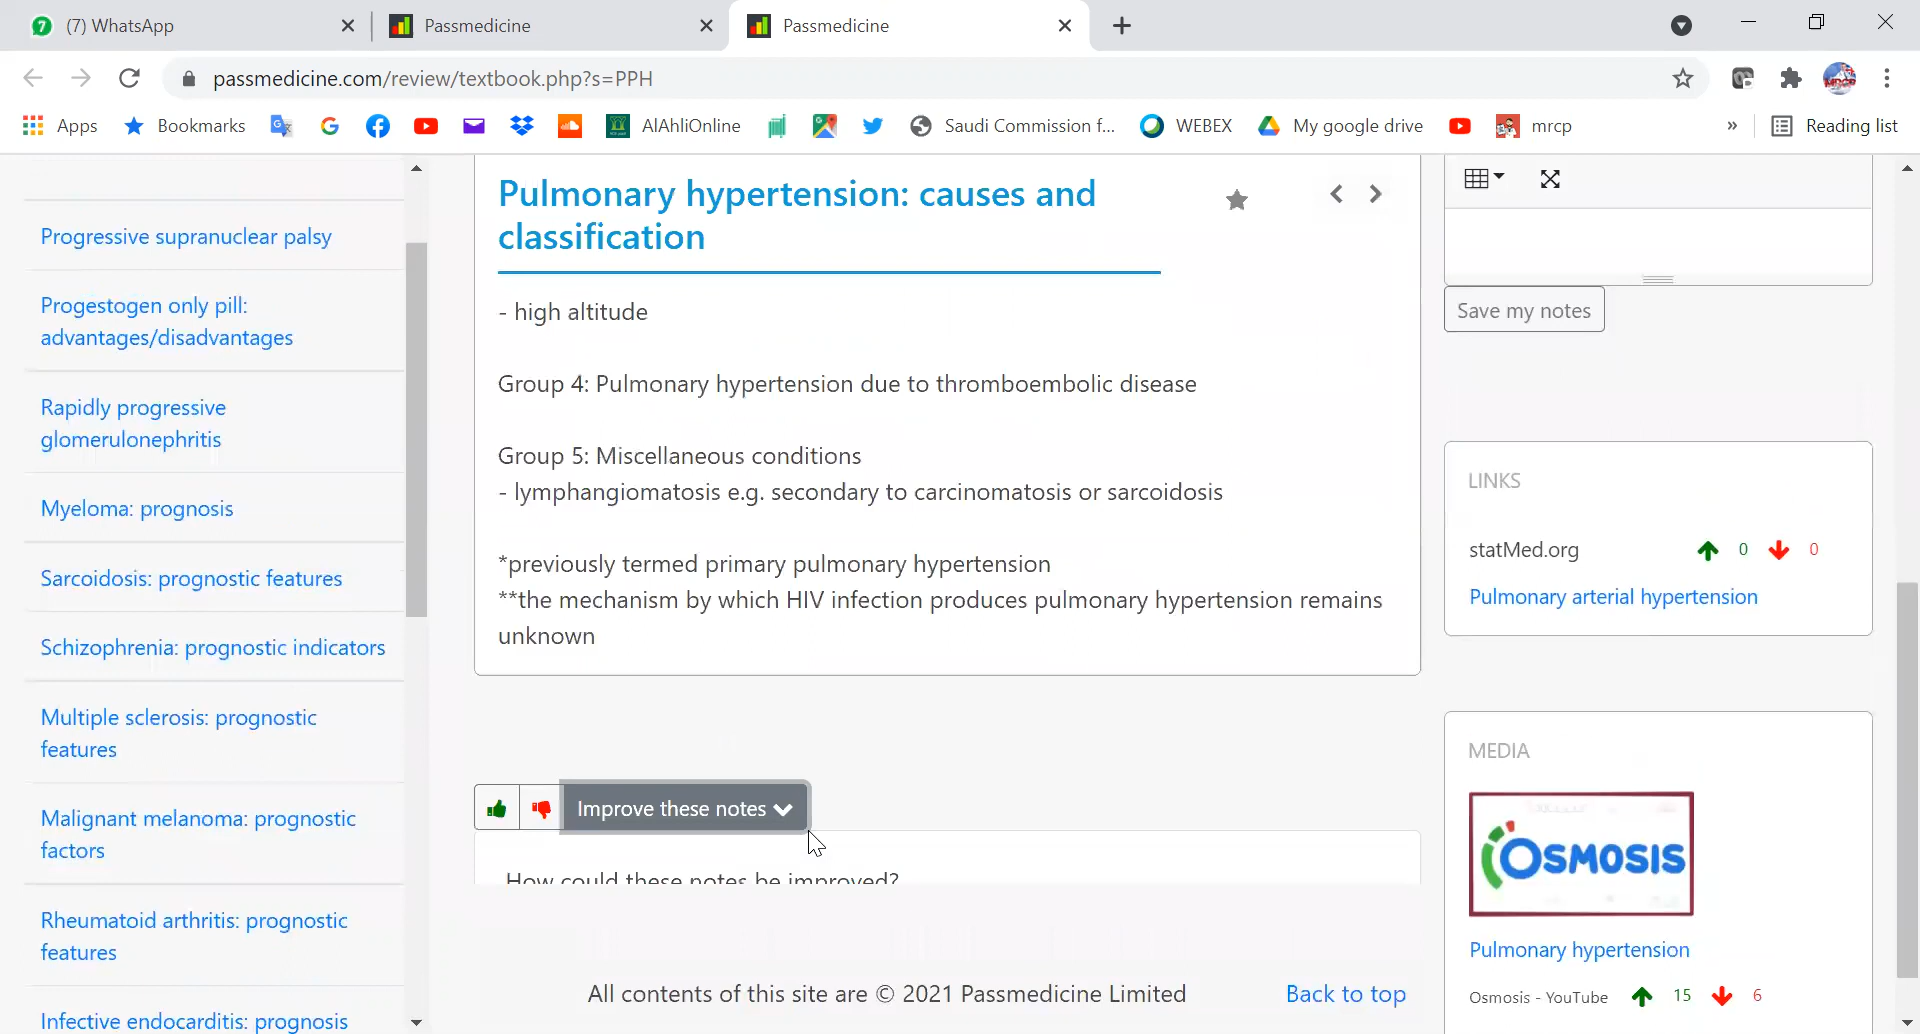 (7) WhatsApp
Passmedicine
Passmedicine
passmedicine.com/review/textbook.php?s=PPH
Apps
Bookmarks
AlAhliOnline
Saudi Commission f...
WEBEX
My google drive
mrcp
»
Reading list
Progressive supranuclear palsy
Progestogen only pill:
advantages/disadvantages
Rapidly progressive
glomerulonephritis
Myeloma: prognosis
Sarcoidosis: prognostic features
Schizophrenia: prognostic indicators
Multiple sclerosis: prognostic
features
Malignant melanoma: prognostic
factors
Rheumatoid arthritis: prognostic
features
Infective endocarditis: prognosis
Pulmonary hypertension: causes and
classification
- high altitude
Group 4: Pulmonary hypertension due to thromboembolic disease
Group 5: Miscellaneous conditions
- lymphangiomatosis e.g. secondary to carcinomatosis or sarcoidosis
*previously termed primary pulmonary hypertension
**the mechanism by which HIV infection produces pulmonary hypertension remains
unknown
Improve these notes
How could these notes be improved?
All contents of this site are © 2021 Passmedicine Limited
Back to top
Save my notes
LINKS
statMed.org
0
0
Pulmonary arterial hypertension
MEDIA
OSMOSIS
Pulmonary hypertension
Osmosis - YouTube
15
6